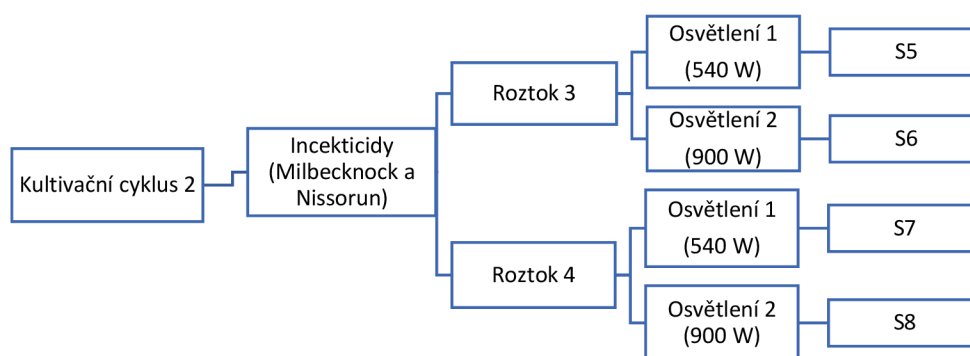 Kultivační cyklus 2
Incekticidy
(Milbecknock a
Nissorun)
Roztok 3
Osvětlení 1
(540 W)
S5
Osvětlení 2
(900 W)
S6
Roztok 4
Osvětlení 1
(540 W)
S7
Osvětlení 2
(900 W)
S8